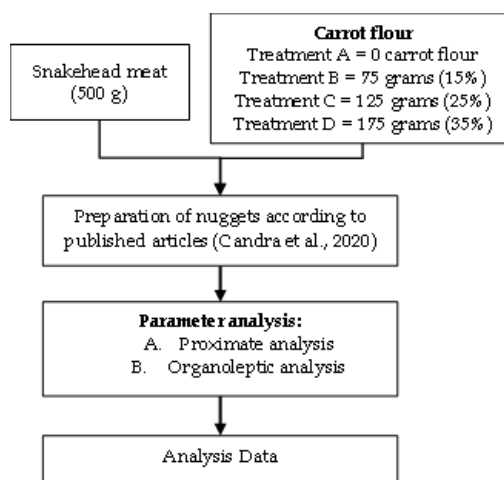 Snakehead meat
(500 g)
Carrot flour
Treatment A = 0 carrot flour
Treatment B = 75 grams (15%)
Treatment C = 125 grams (25%)
Treatment D = 175 grams (35%)
Preparation of nuggets according to
published articles (Candra et al., 2020)
Parameter analysis:
A. Proximate analysis
B. Organoleptic analysis
Analysis Data